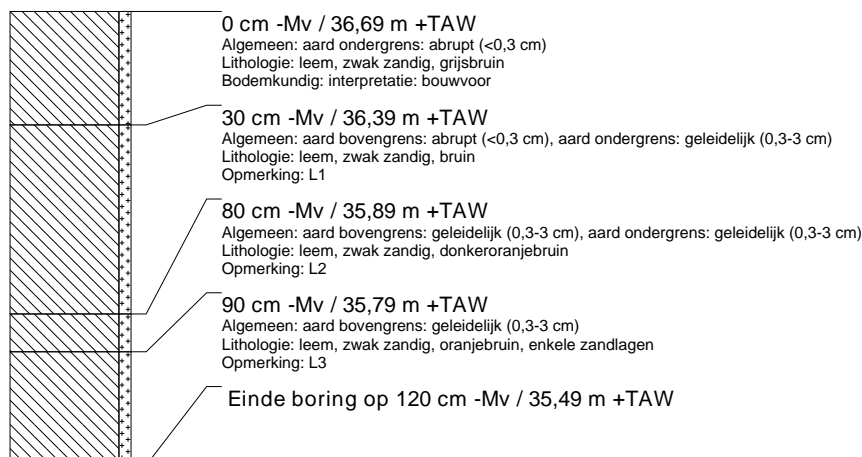 0 cm -Mv / 36,69 m +TAW
Algemeen: aard ondergrens: abrupt (<0,3 cm)
Lithologie: leem, zwak zandig, grijsbruin
Bodemkundig: interpretatie: bouwvoor
30 cm -Mv / 36,39 m +TAW
Algemeen: aard bovengrens: abrupt (<0,3 cm), aard ondergrens: geleidelijk (0,3-3 cm)
Lithologie: leem, zwak zandig, bruin
Opmerking: L1
80 cm -Mv / 35,89 m +TAW
Algemeen: aard bovengrens: geleidelijk (0,3-3 cm), aard ondergrens: geleidelijk (0,3-3 cm)
Lithologie: leem, zwak zandig, donkeroranjebruin
Opmerking: L2
90 cm -Mv / 35,79 m +TAW
Algemeen: aard bovengrens: geleidelijk (0,3-3 cm)
Lithologie: leem, zwak zandig, oranjebruin, enkele zandlagen
Opmerking: L3
Einde boring op 120 cm -Mv / 35,49 m +TAW